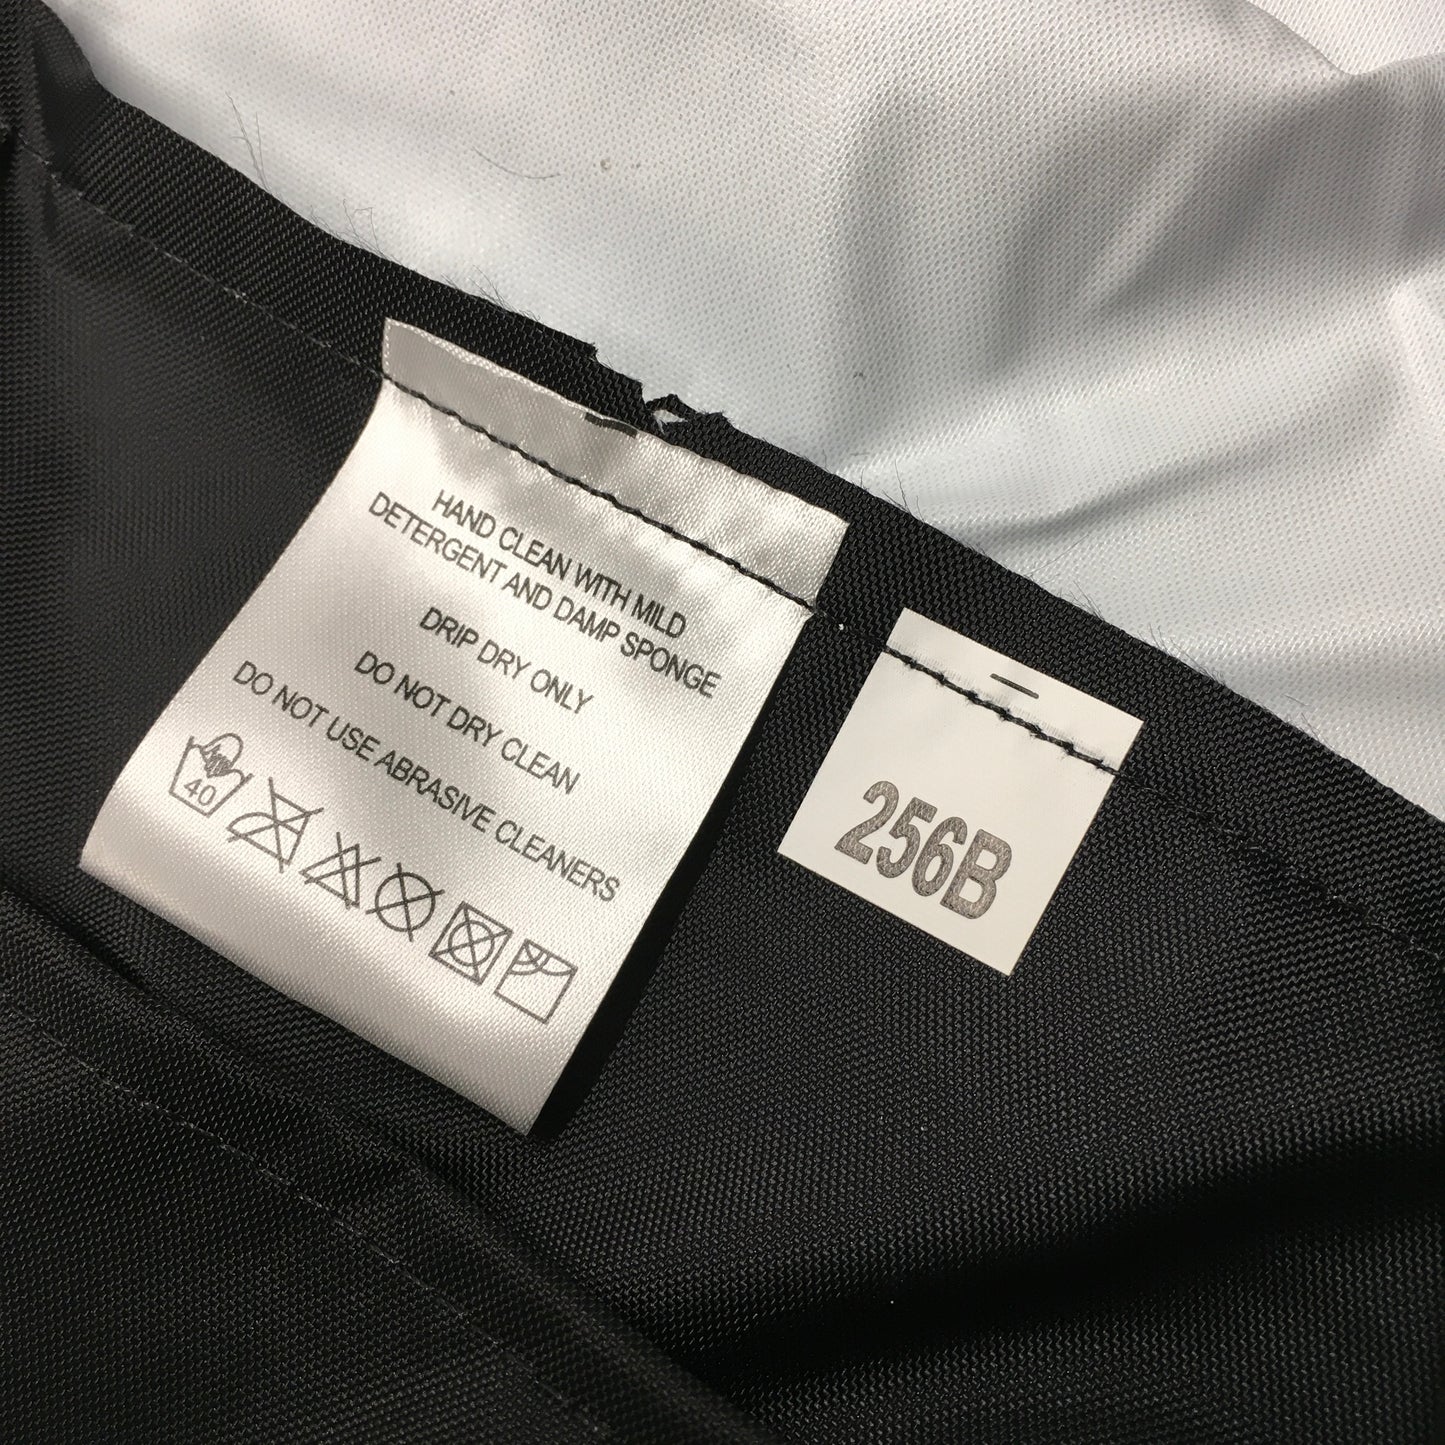 HAND CLEAN WITH MILD
DETERGENT AND DAMP SPONGE
DRIP DRY ONLY
DO NOT DRY CLEAN
DO NOT USE ABRASIVE CLEANERS
40
256B